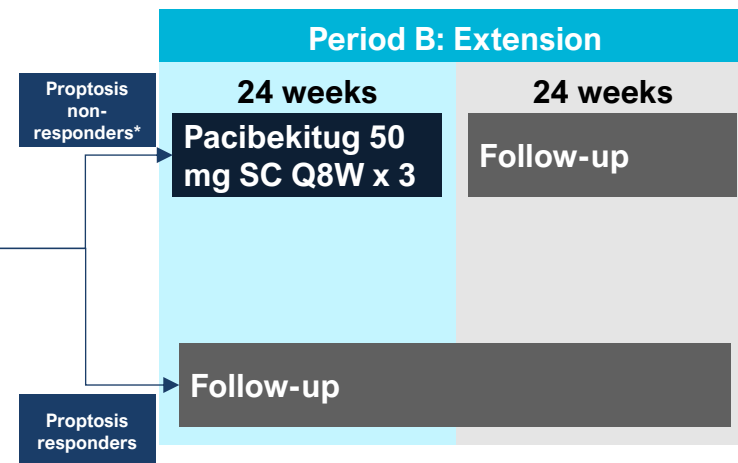 Period B: Extension
Proptosis
non-
responders*
24 weeks
24 weeks
Pacibekitug 50
mg SC Q8W x 3
Follow-up
Follow-up
Proptosis
responders